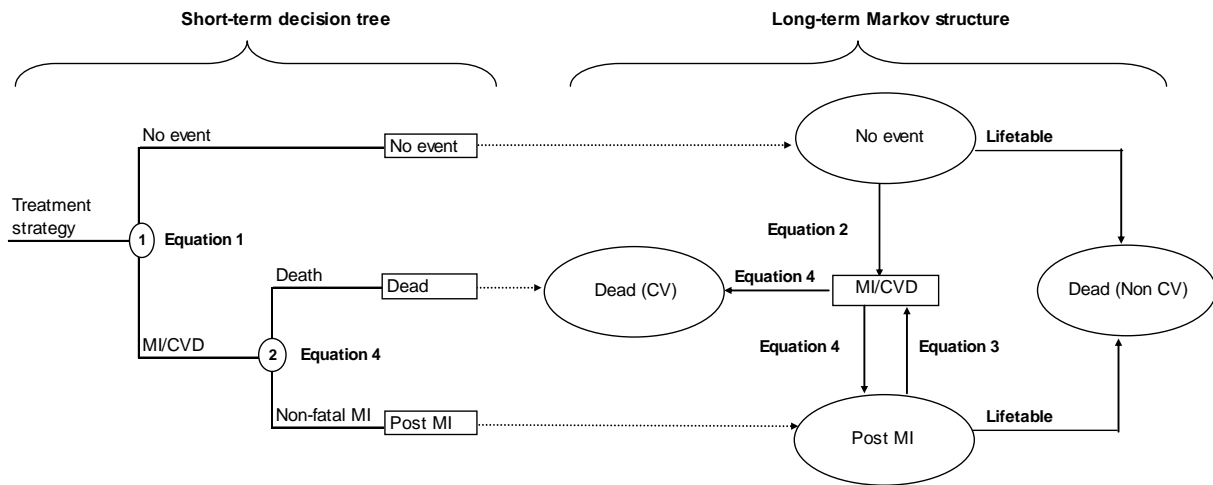 Short-term decision tree
Long-term Markov structure
No event
No event
No event
Lifetable
Treatment
strategy
1
Equation 1
Equation 2
Death
Dead
Dead (CV)
Equation 4
MI/CVD
Dead (Non CV)
MI/CVD
2
Equation 4
Equation 4
Equation 3
Non-fatal MI
Post MI
Post MI
Lifetable